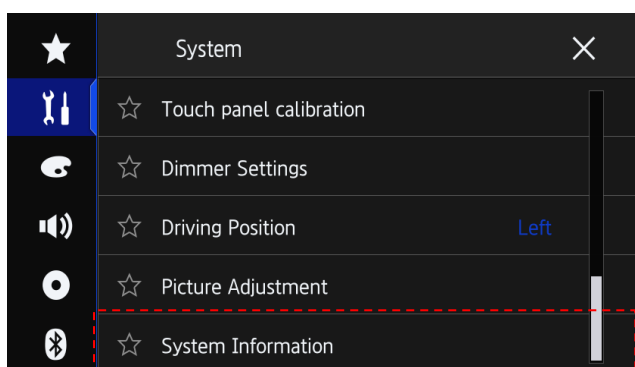 System
Touch panel calibration
Dimmer Settings
Driving Position Left
Picture Adjustment
System Information